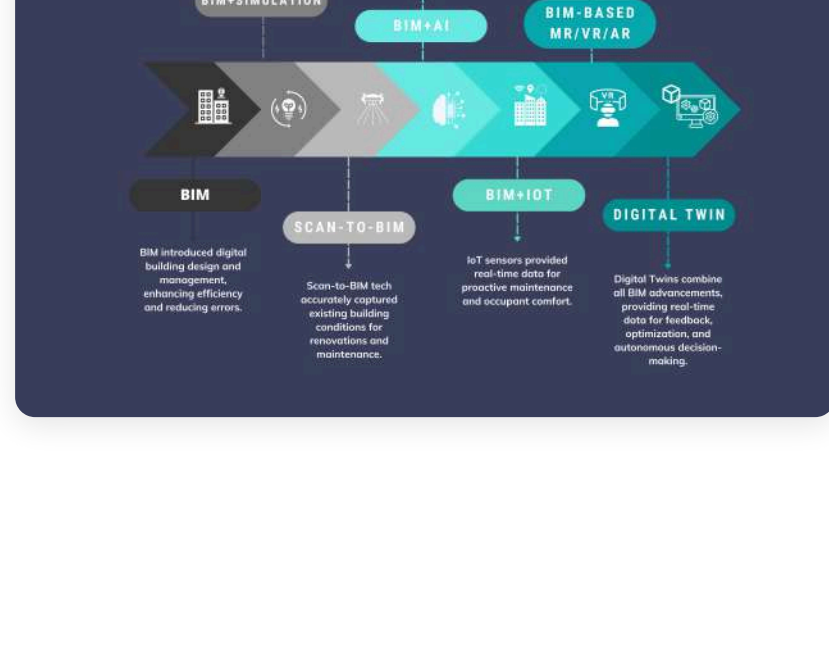 BIM+SIMULATION
BIM+AI
BIM-BASED
MR/VR/AR
VR
BIM
BIM introduced digital
building design and
management,
enhancing efficiency
and reducing errors.
SCAN-TO-BIM
Scan-to-BIM tech
accurately captured
existing building
conditions for
renovations and
maintenance.
BIM+IOT
IoT sensors provided
real-time data for
proactive maintenance
and occupant comfort.
DIGITAL TWIN
Digital Twins combine
all BIM advancements,
providing real-time
data for feedback,
optimization, and
autonomous decision-
making.